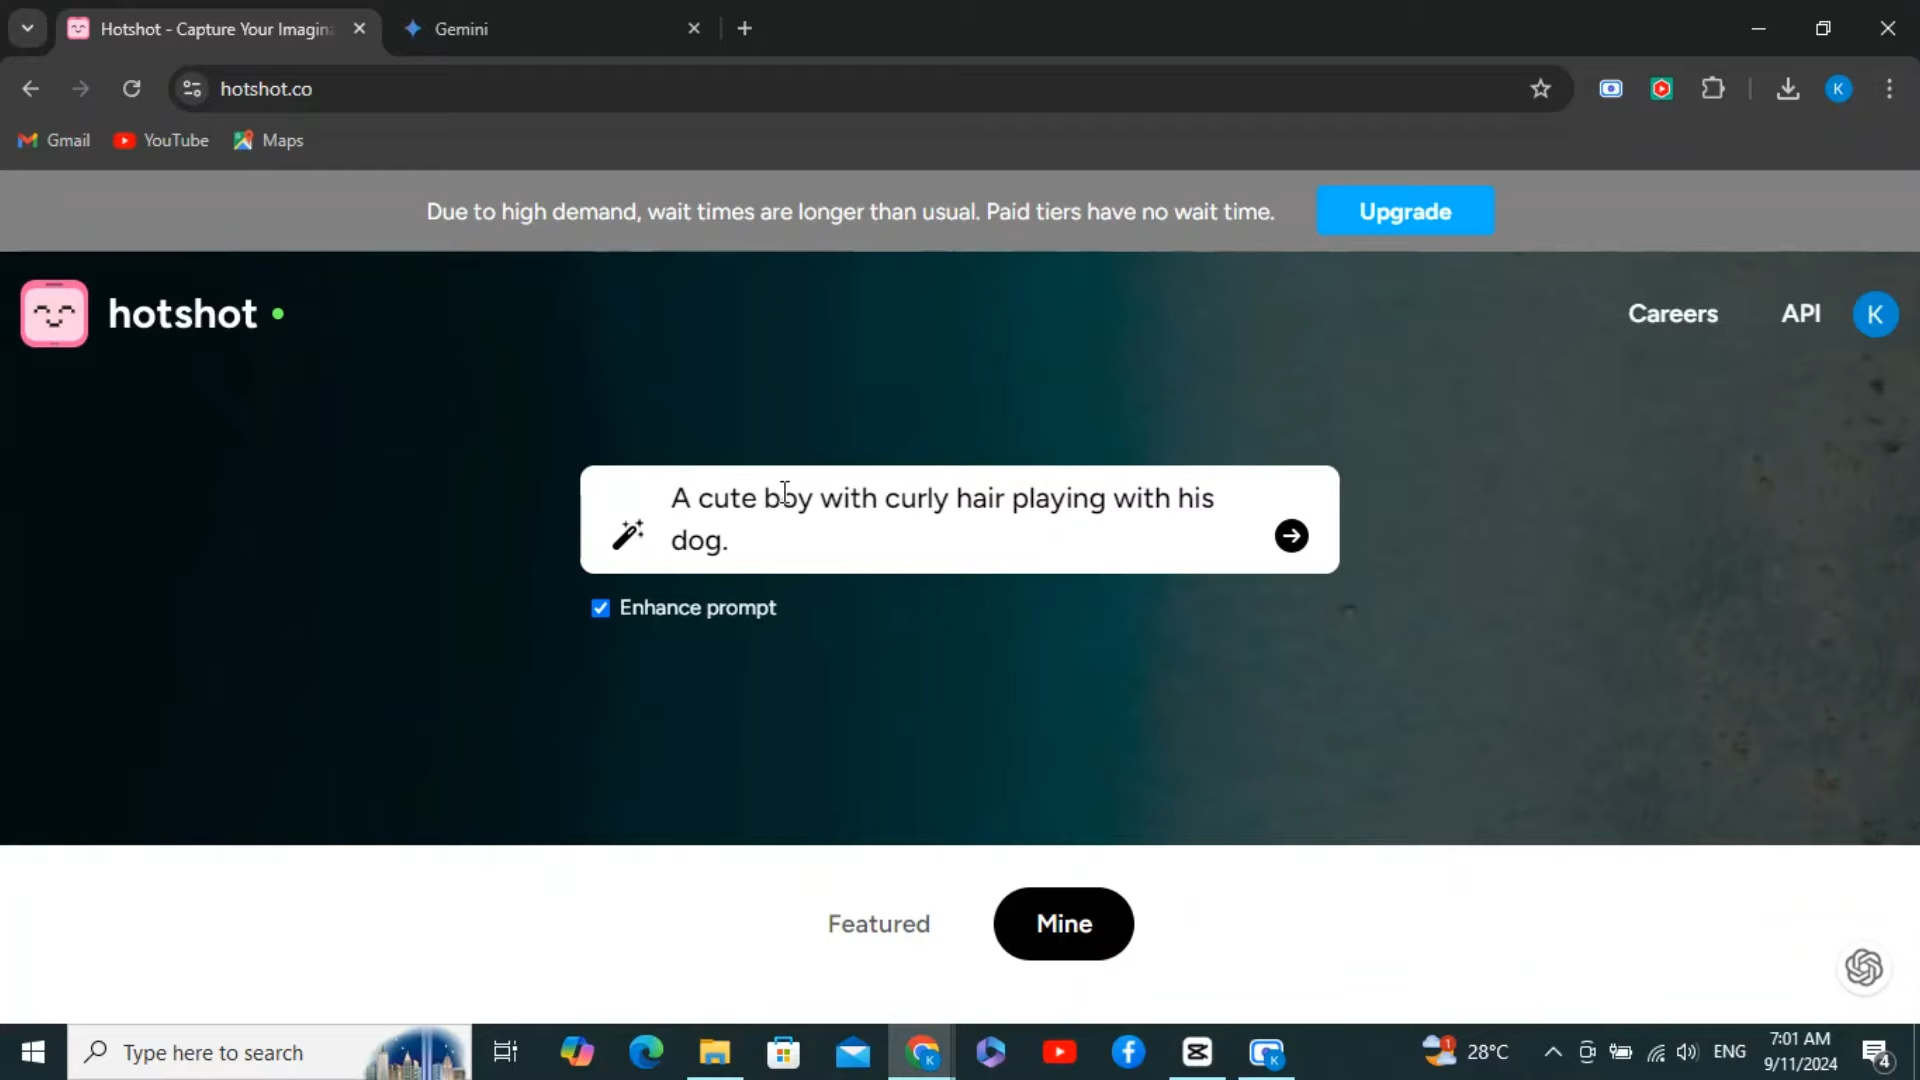 Hotshot - Capture Your Imagin
Gemini
hotshot.co
K
Gmail
YouTube
Maps
Due to high demand, wait times are longer than usual. Paid tiers have no wait time.
Upgrade
hotshot
Careers
API
K
A cute boy with curly hair playing with his
dog.
Enhance prompt
Featured
Mine
Type here to search
K
K
1
28°C
ENG
7:01 AM
9/11/2024
4